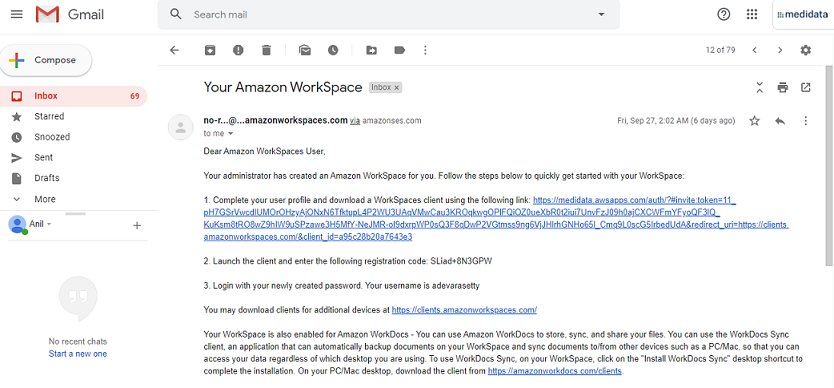 Gmail
Search mail
medidata
Compose
12 of 79
Inbox 69
Starred
Snoozed
Sent
Drafts
More
Anil
No recent chats
Start a new one
Your Amazon WorkSpace Inbox ×
no-r...@...amazonworkspaces.com via amazonses.com
Fri, Sep 27, 2:02 AM (6 days ago)
to me
Dear Amazon WorkSpaces User,
Your administrator has created an Amazon WorkSpace for you. Follow the steps below to quickly get started with your WorkSpace:
1. Complete your user profile and download a WorkSpaces client using the following link: https://medidata.awsapps.com/auth/?#invite:token=11_
amazonworkspaces.com/&client_id=a95c28b20a7643e3
2. Launch the client and enter the following registration code: SLiad+8N3GPW
3. Login with your newly created password. Your username is adevarasetty
You may download clients for additional devices at https://clients.amazonworkspaces.com/
Your WorkSpace is also enabled for Amazon WorkDocs - You can use Amazon WorkDocs to store, sync, and share your files. You can use the WorkDocs Sync
client, an application that can automatically backup documents on your WorkSpace and sync documents to/from other devices such as a PC/Mac, so that you can
access your data regardless of which desktop you are using. To use WorkDocs Sync, on your WorkSpace, click on the "Install WorkDocs Sync" desktop shortcut to
complete the installation. On your PC/Mac desktop, download the client from https://amazonworkdocs.com/clients.